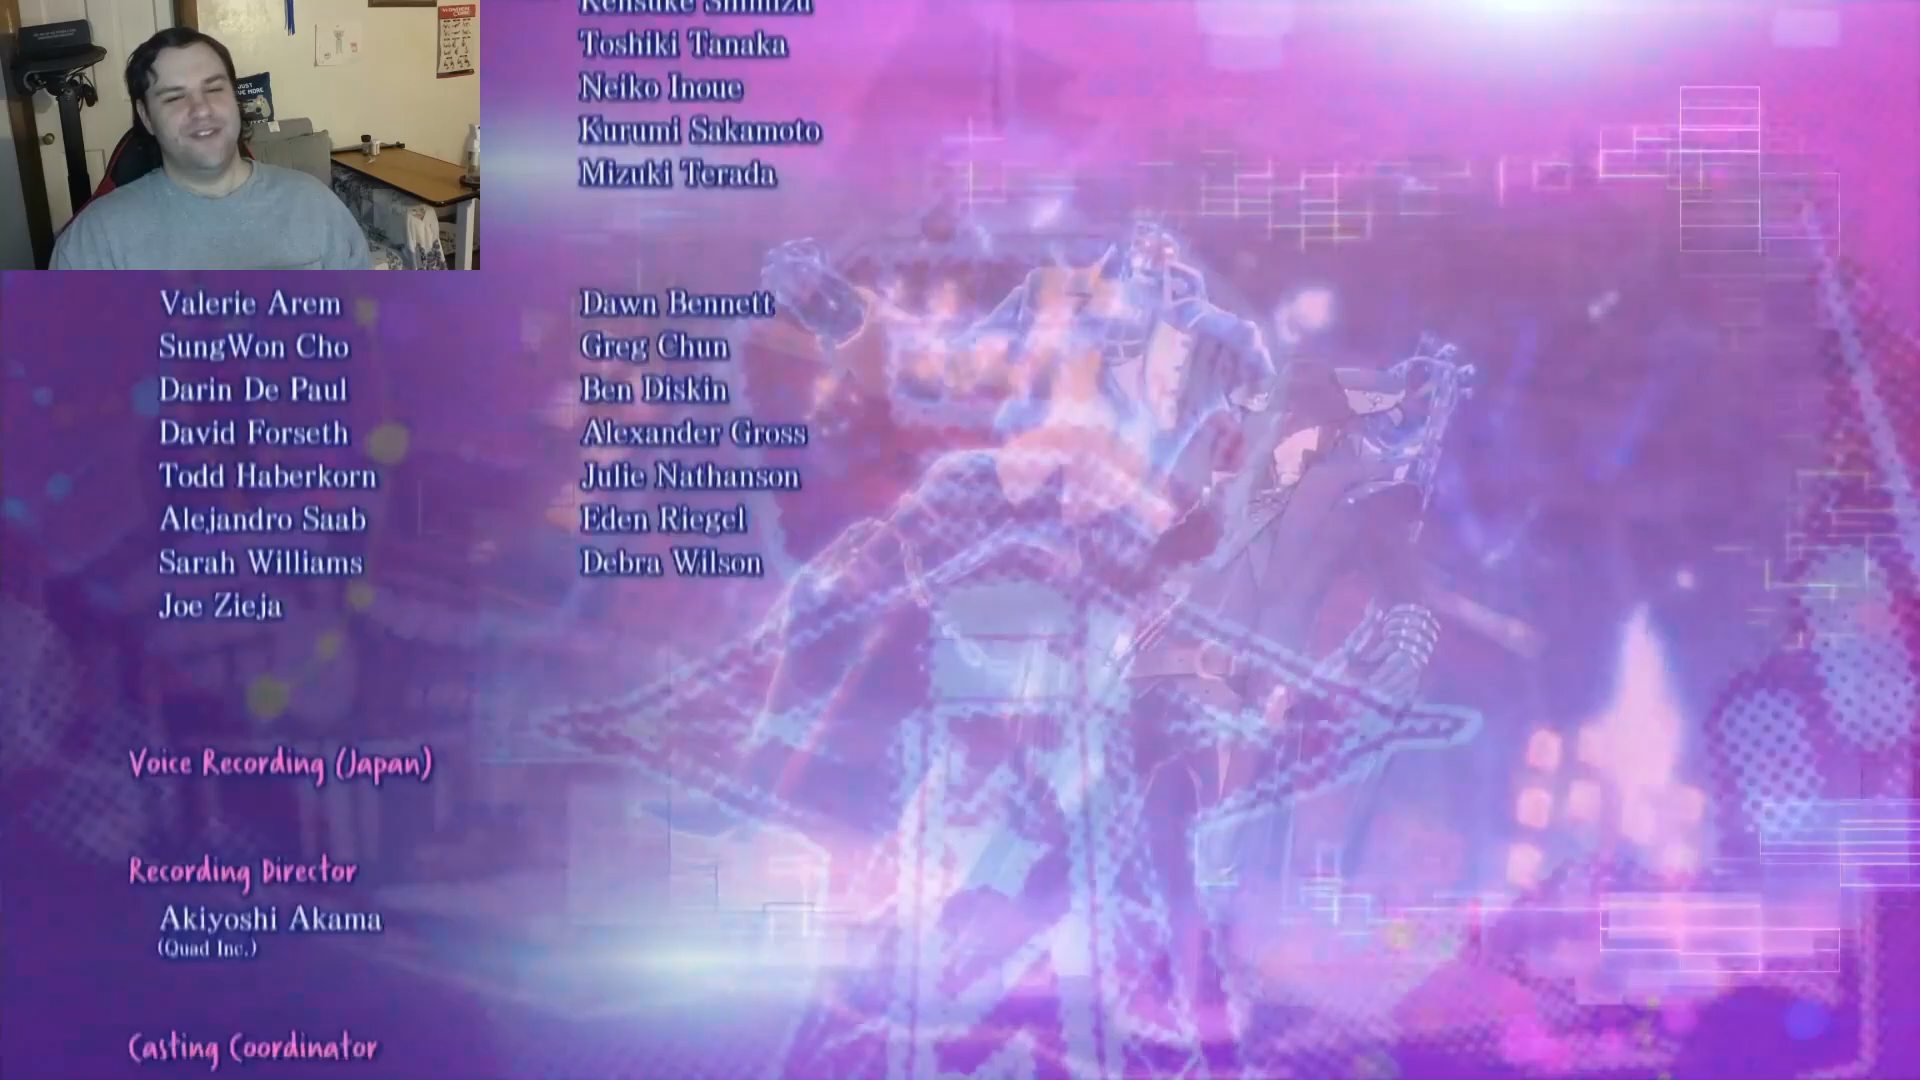 Kensuke Shimizu
Toshiki Tanaka
Neiko Inoue
Kurumi Sakamoto
Mizuki Terada
Valerie Arem
Dawn Bennett
SungWon Cho
Greg Chun
Darin De Paul
Ben Diskin
David Forseth
Alexander Gross
Todd Haberkorn
Julie Nathanson
Alejandro Saab
Eden Riegel
Sarah Williams
Debra Wilson
Joe Zieja
Voice Recording (Japan)
Recording Director
Akiyoshi Akama
(Quad Inc.)
Casting Coordinator